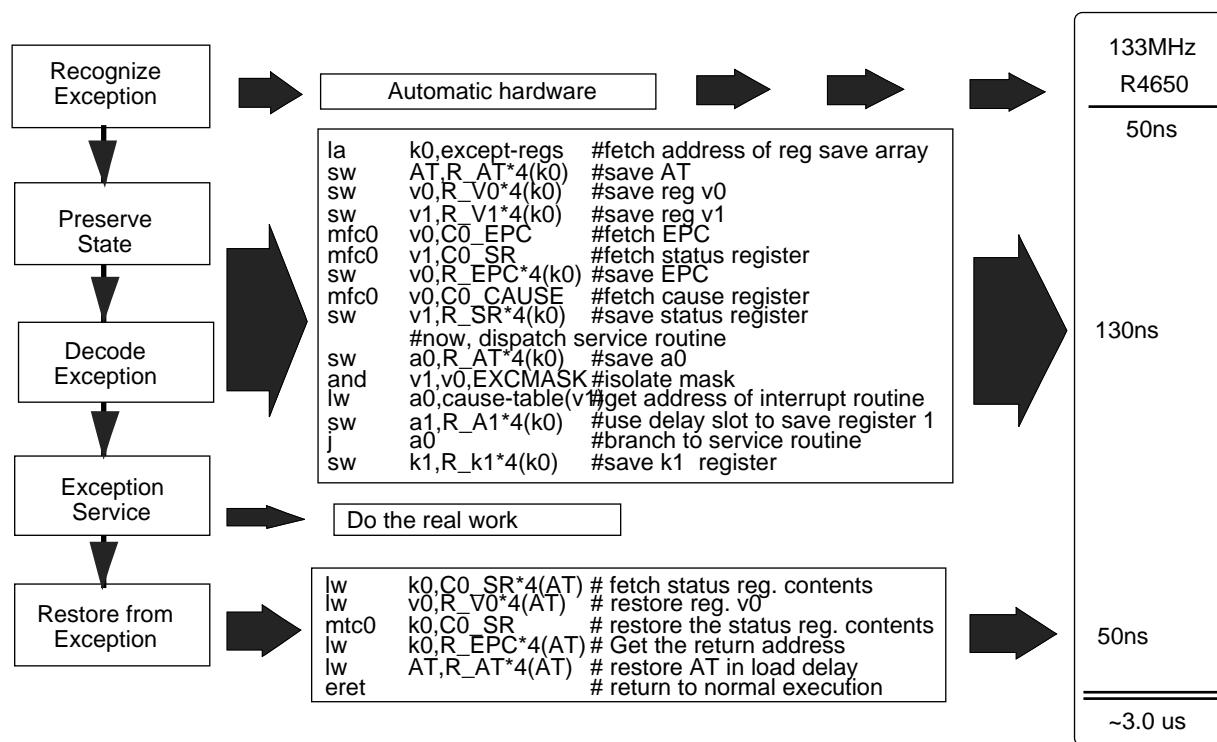 Recognize
Exception
Automatic hardware
133MHz
R4650
50ns
Preserve
State
Decode
Exception
la k0,except-regs #fetch address of reg save array
sw AT,R_AT*4(k0) #save AT
sw v0,R_V0*4(k0) #save reg v0
sw v1,R_V1*4(k0) #save reg v1
mfc0 v0,C0_EPC #fetch EPC
mfc0 v1,C0_SR #fetch status register
sw v0,R_EPC*4(k0) #save EPC
mfc0 v0,C0_CAUSE #fetch cause register
sw v1,R_SR*4(k0) #save status register
#now, dispatch service routine
sw a0,R_AT*4(k0) #save a0
and v1,v0,EXCMASK #isolate mask
lw a0,cause-table(v1) #get address of interrupt routine
sw a1,R_A1*4(k0) #use delay slot to save register 1
j a0 #branch to service routine
sw k1,R_k1*4(k0) #save k1 register
130ns
Exception
Service
Do the real work
Restore from
Exception
lw k0,C0_SR*4(AT) # fetch status reg. contents
lw v0,R_V0*4(AT) # restore reg. v0
mtc0 k0,C0_SR # restore the status reg. contents
lw k0,R_EPC*4(AT) # Get the return address
lw AT,R_AT*4(AT) # restore AT in load delay
eret # return to normal execution
50ns
~3.0 us